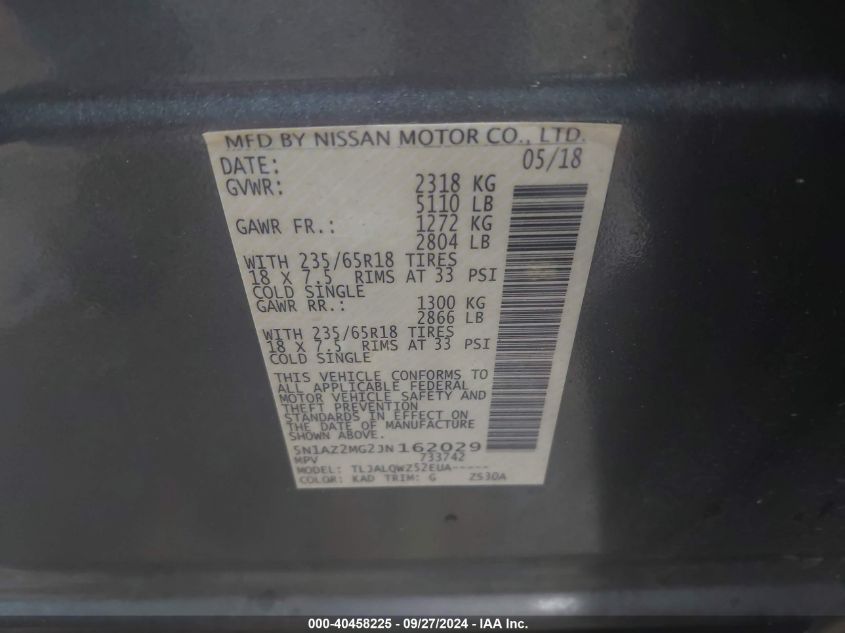 MFD BY NISSAN MOTOR CO., LTD.
DATE: 05/18
GVWR: 2318 KG
5110 LB
GAWR FR.: 1272 KG
2804 LB
WITH 235/65R18 TIRES
18 X 7.5 RIMS AT 33 PSI
COLD SINGLE
GAWR RR.: 1300 KG
2866 LB
WITH 235/65R18 TIRES
18 X 7.5 RIMS AT 33 PSI
COLD SINGLE
THIS VEHICLE CONFORMS TO
ALL APPLICABLE FEDERAL
MOTOR VEHICLE SAFETY AND
THEFT PREVENTION
STANDARDS IN EFFECT ON
THE DATE OF MANUFACTURE
SHOWN ABOVE.
5N1AZ2MG2JN162029
MPV 733742
MODEL: TLJALQWZ52EUA-----
COLOR: KAD TRIM: G Z530A
000-40458225 - 09/27/2024 - IAA Inc.